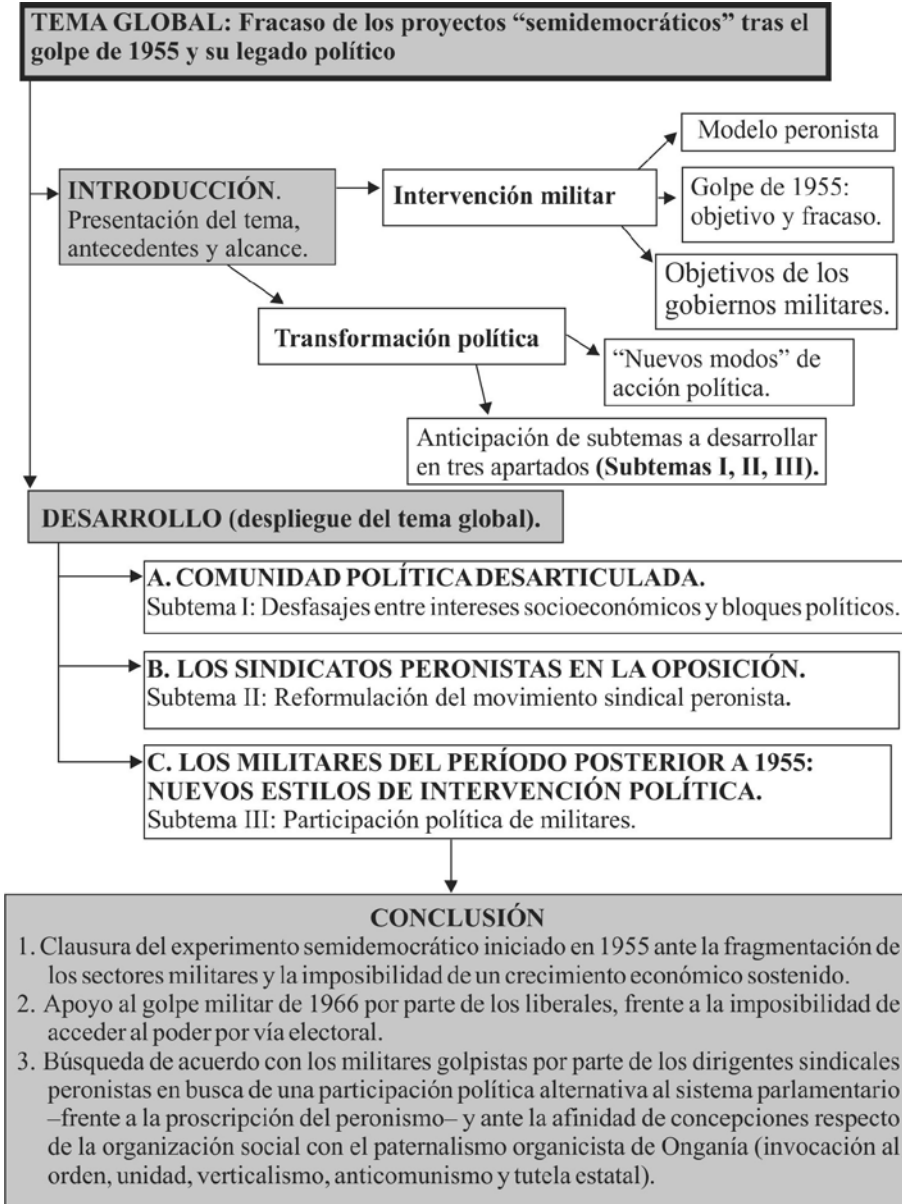 TEMA GLOBAL: Fracaso de los proyectos “semidemocráticos” tras el
golpe de 1955 y su legado político
INTRODUCCIÓN.
Presentación del tema,
antecedentes y alcance.
Intervención militar
Modelo peronista
Golpe de 1955:
objetivo y fracaso.
Objetivos de los
gobiernos militares.
Transformación política
“Nuevos modos” de
acción política.
Anticipación de subtemas a desarrollar
en tres apartados (Subtemas I, II, III).
DESARROLLO (despliegue del tema global).
A. COMUNIDAD POLÍTICA DESARTICULADA.
Subtema I: Desfasajes entre intereses socioeconómicos y bloques políticos.
B. LOS SINDICATOS PERONISTAS EN LA OPOSICIÓN.
Subtema II: Reformulación del movimiento sindical peronista.
C. LOS MILITARES DEL PERÍODO POSTERIOR A 1955:
NUEVOS ESTILOS DE INTERVENCIÓN POLÍTICA.
Subtema III: Participación política de militares.
CONCLUSIÓN
1. Clausura del experimento semidemocrático iniciado en 1955 ante la fragmentación de
los sectores militares y la imposibilidad de un crecimiento económico sostenido.
2. Apoyo al golpe militar de 1966 por parte de los liberales, frente a la imposibilidad de
acceder al poder por vía electoral.
3. Búsqueda de acuerdo con los militares golpistas por parte de los dirigentes sindicales
peronistas en busca de una participación política alternativa al sistema parlamentario
–frente a la proscripción del peronismo– y ante la afinidad de concepciones respecto
de la organización social con el paternalismo organicista de Onganía (invocación al
orden, unidad, verticalismo, anticomunismo y tutela estatal).